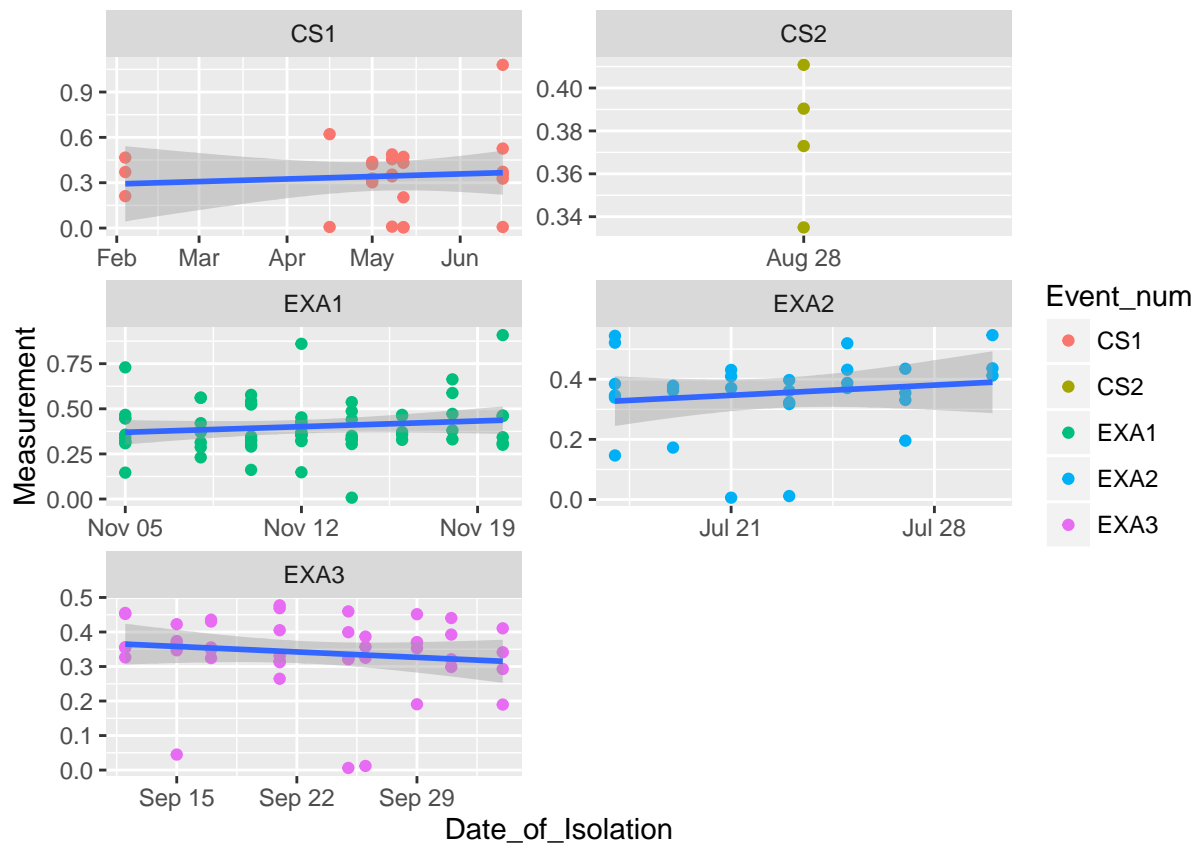 CS1
CS2
0.9
0.6
0.3
0.0
Feb Mar Apr May Jun
0.40
0.38
0.36
0.34
Aug 28
EXA1
EXA2
0.75
0.50
0.25
0.00
Nov 05 Nov 12 Nov 19
0.4
0.2
0.0
Jul 21 Jul 28
EXA3
0.5
0.4
0.3
0.2
0.1
0.0
Sep 15 Sep 22 Sep 29
Measurement
Date_of_Isolation
Event_num
CS1
CS2
EXA1
EXA2
EXA3